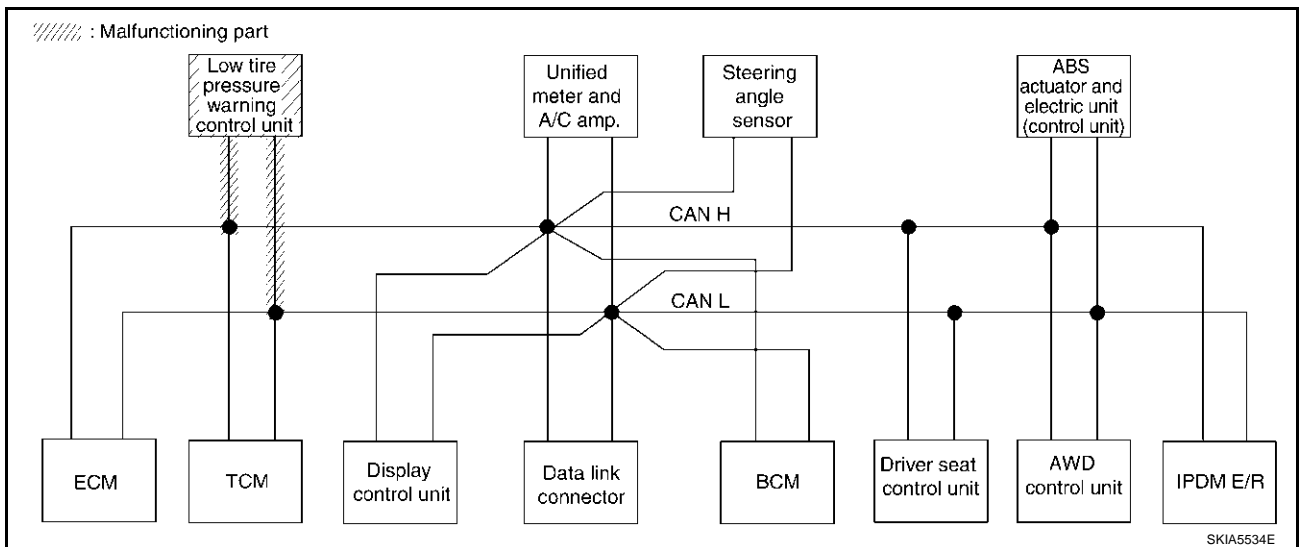 : Malfunctioning part
Low tire
pressure
warning
control unit
Unified
meter and
A/C amp.
Steering
angle
sensor
ABS
actuator and
electric unit
(control unit)
CAN H
CAN L
ECM
TCM
Display
control unit
Data link
connector
BCM
Driver seat
control unit
AWD
control unit
IPDM E/R
SKIA5534E